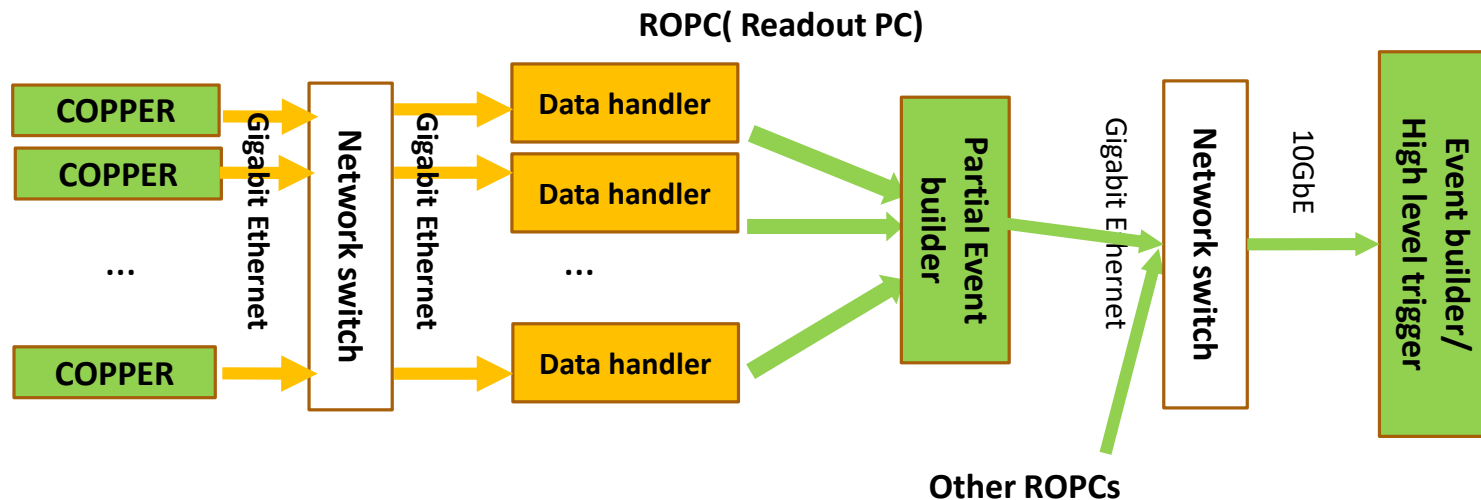 ROPC( Readout PC)
COPPER
COPPER
...
COPPER
Gigabit Ethernet
Network switch
Gigabit Ethernet
Data handler
Data handler
...
Data handler
Partial Event
builder
Gigabit Ethernet
Network switch
10GbE
Event builder/
High level trigger
Other ROPCs